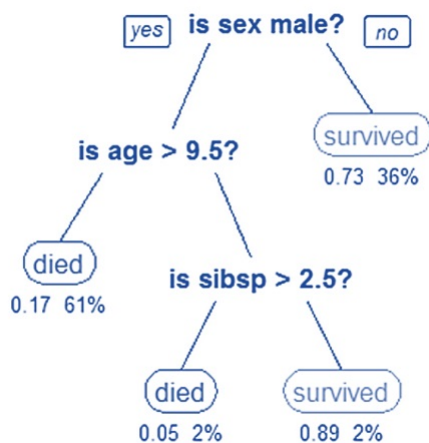 yes is sex male? no
is age > 9.5?
survived
0.73 36%
died
0.17 61%
is sibsp > 2.5?
died
0.05 2%
survived
0.89 2%